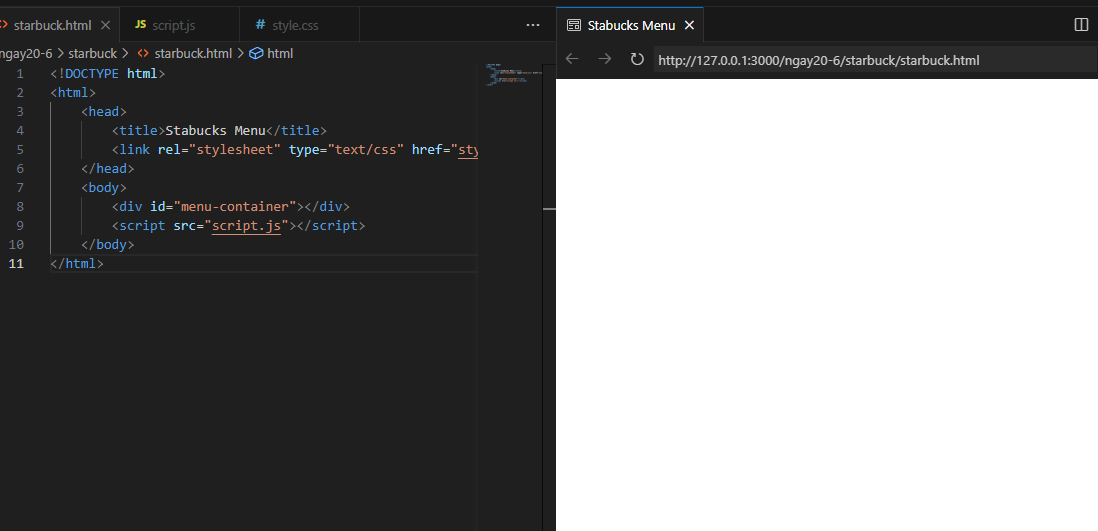 starbuck.html
script.js
style.css
Stabucks Menu
ngay20-6 > starbuck > starbuck.html > html
http://127.0.0.1:3000/ngay20-6/starbuck/starbuck.html
1 <!DOCTYPE html>
2 <html>
3 <head>
4 <title>Stabucks Menu</title>
5 <link rel="stylesheet" type="text/css" href="sty
6 </head>
7 <body>
8 <div id="menu-container"></div>
9 <script src="script.js"></script>
10 </body>
11 </html>